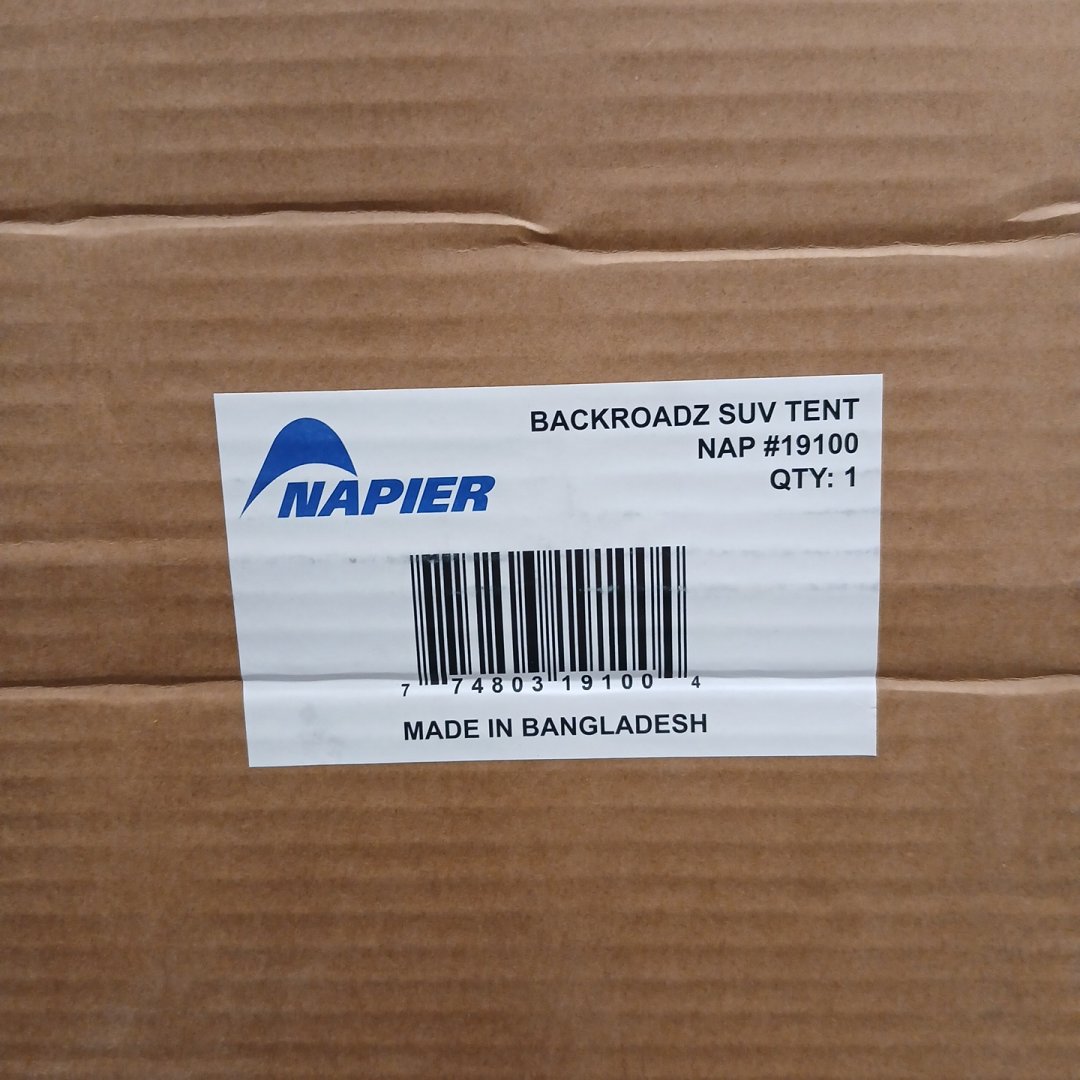 NAPIER
BACKROADZ SUV TENT
NAP #19100
QTY: 1
7 74803 19100 4
MADE IN BANGLADESH